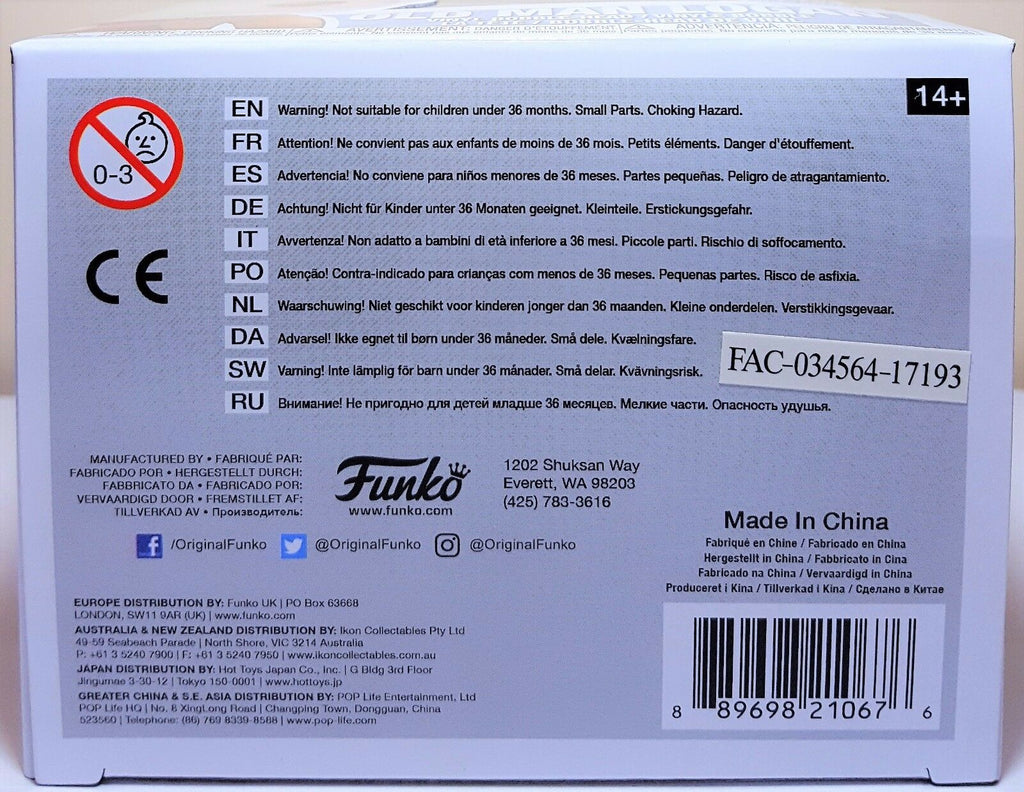 OLD MAN LOGAN
14+
0-3
EN Warning! Not suitable for children under 36 months. Small Parts. Choking Hazard.
FR Attention! Ne convient pas aux enfants de moins de 36 mois. Petits éléments. Danger d'étouffement.
ES Advertencia! No conviene para niños menores de 36 meses. Partes pequeñas. Peligro de atragantamiento.
DE Achtung! Nicht für Kinder unter 36 Monaten geeignet. Kleinteile. Erstickungsgefahr.
IT Avvertenza! Non adatto a bambini di età inferiore a 36 mesi. Piccole parti. Rischio di soffocamento.
PO Atenção! Contra-indicado para crianças com menos de 36 meses. Pequenas partes. Risco de asfixia.
NL Waarschuwing! Niet geschikt voor kinderen jonger dan 36 maanden. Kleine onderdelen. Verstikkingsgevaar.
DA Advarsel! Ikke egnet til børn under 36 måneder. Små dele. Kvælningsfare.
SW Varning! Inte lämplig för barn under 36 månader. Små delar. Kvävningsrisk.
RU Внимание! Не пригодно для детей младше 36 месяцев. Мелкие части. Опасность удушья.
CE
FAC-034564-17193
MANUFACTURED BY • FABRIQUÉ PAR:
FABRICADO POR • HERGESTELLT DURCH:
FABBRICATO DA • FABRICADO POR:
VERVAARDIGD DOOR • FREMSTILLET AF:
TILLVERKAD AV • Производитель:
Funko
www.funko.com
1202 Shuksan Way
Everett, WA 98203
(425) 783-3616
/OriginalFunko @OriginalFunko @OriginalFunko
Made In China
Fabriqué en Chine / Fabricado en China
Hergestellt in China / Fabbricato in Cina
Fabricado na China / Vervaardigd in China
Produceret i Kina / Tillverkad i Kina / Сделано в Китае
EUROPE DISTRIBUTION BY: Funko UK | PO Box 63668
LONDON, SW11 9AR (UK) | www.funko.com
AUSTRALIA & NEW ZEALAND DISTRIBUTION BY: Ikon Collectables Pty Ltd
49-59 Seabeach Parade | North Shore, VIC 3214 Australia
P: +61 3 5240 7900 | F: +61 3 5240 7950 | www.ikoncollectables.com.au
JAPAN DISTRIBUTION BY: Hot Toys Japan Co., Inc. | G Bldg 3rd Floor
Jingumae 3-30-12 | Tokyo 150-0001 | www.hottoys.jp
GREATER CHINA & S.E. ASIA DISTRIBUTION BY: POP Life Entertainment, Ltd
POP Life HQ | No. 8 XingLong Road | Changping Town, Dongguan, China
523560 | Telephone: (86) 769 8339-8588 | www.pop-life.com
8 89698 21067 6